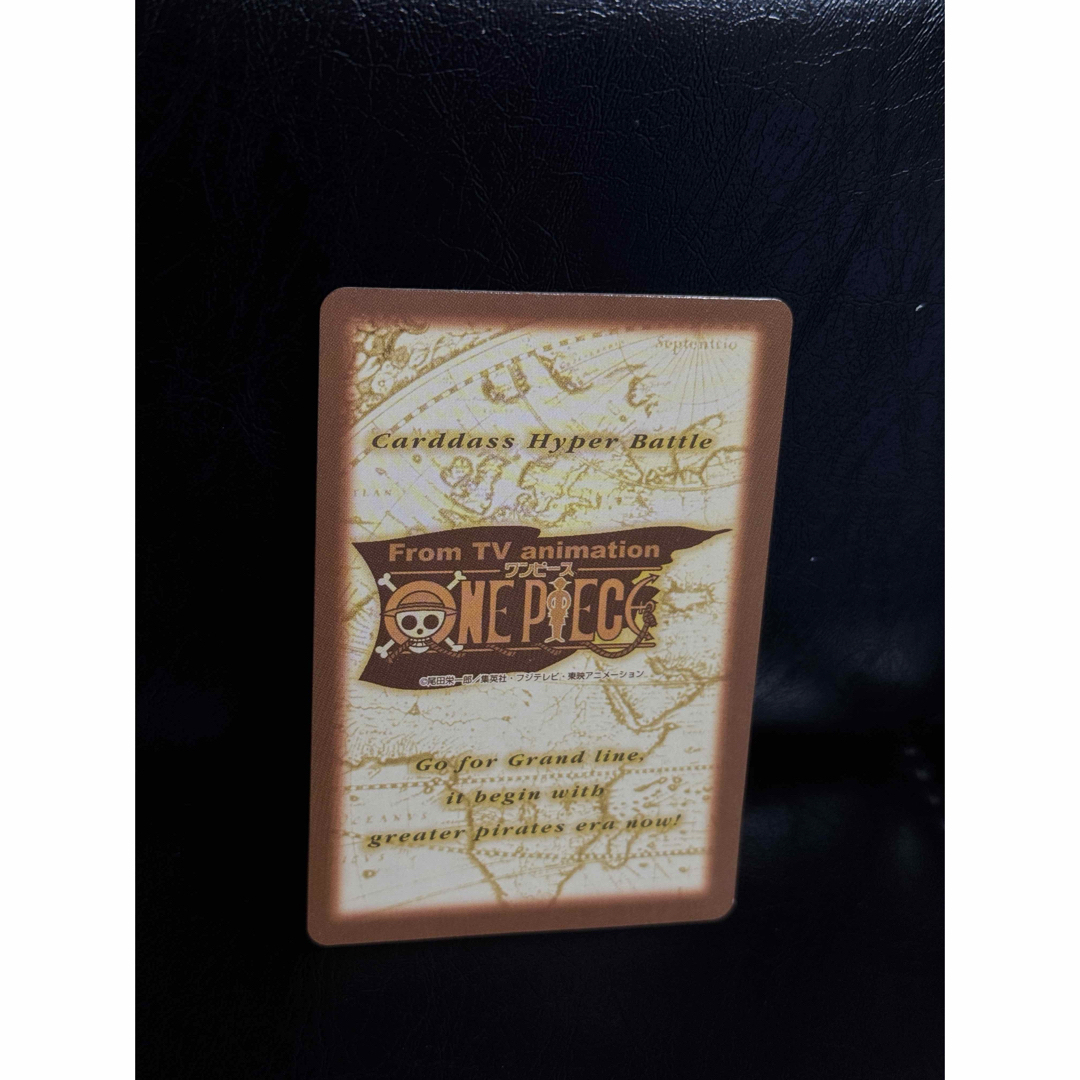 Septentrio
Carddass Hyper Battle
From TV animation
ワンピース
ONE PIECE
©尾田栄一郎／集英社・フジテレビ・東映アニメーション
Go for Grand line,
it begin with
greater pirates era now!